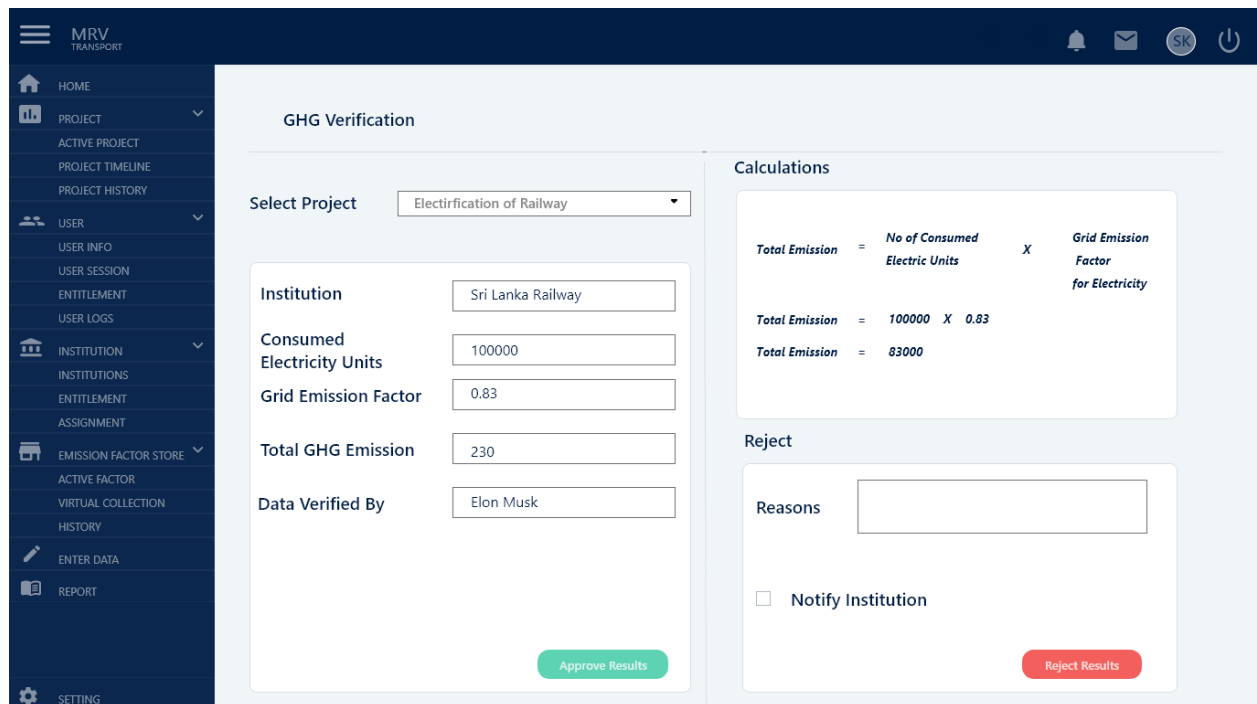 MRV
TRANSPORT
SK
HOME
PROJECT
ACTIVE PROJECT
PROJECT TIMELINE
PROJECT HISTORY
USER
USER INFO
USER SESSION
ENTITLEMENT
USER LOGS
INSTITUTION
INSTITUTIONS
ENTITLEMENT
ASSIGNMENT
EMISSION FACTOR STORE
ACTIVE FACTOR
VIRTUAL COLLECTION
HISTORY
ENTER DATA
REPORT
SETTING
GHG Verification
Select Project Electirfication of Railway
Institution Sri Lanka Railway
Consumed
Electricity Units 100000
Grid Emission Factor 0.83
Total GHG Emission 230
Data Verified By Elon Musk
Approve Results
Calculations
Total Emission = No of Consumed Electric Units X Grid Emission Factor for Electricity
Total Emission = 100000 X 0.83
Total Emission = 83000
Reject
Reasons
Notify Institution
Reject Results